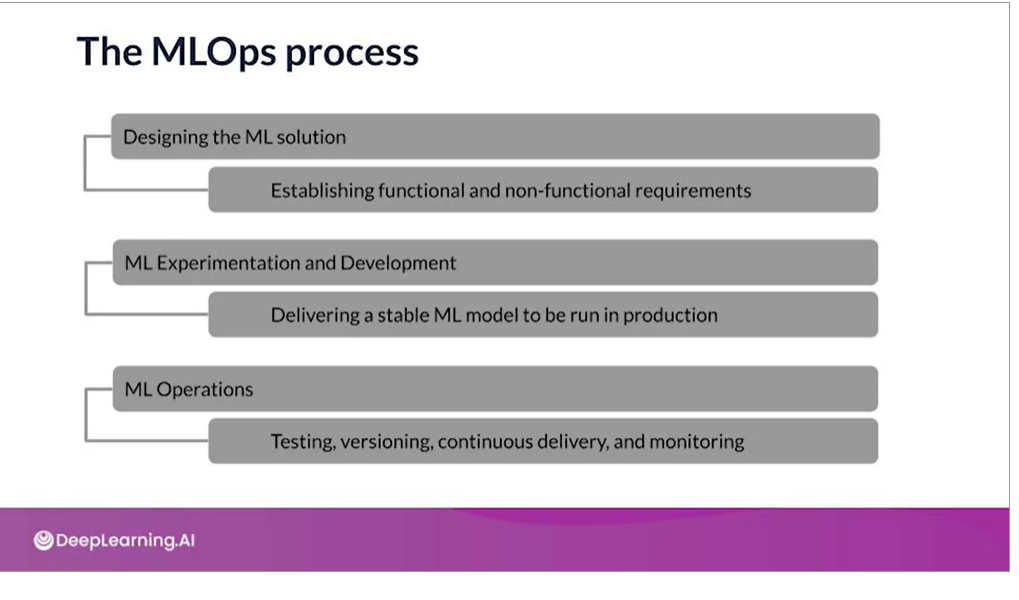 The MLOps process
Designing the ML solution
Establishing functional and non-functional requirements
ML Experimentation and Development
Delivering a stable ML model to be run in production
ML Operations
Testing, versioning, continuous delivery, and monitoring
DeepLearning.AI